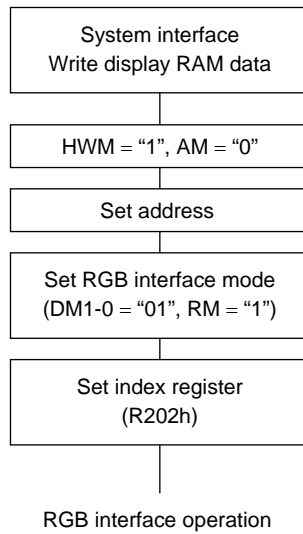 System interface
Write display RAM data
HWM = “1”, AM = “0”
Set address
Set RGB interface mode
(DM1-0 = “01”, RM = “1”)
Set index register
(R202h)
RGB interface operation